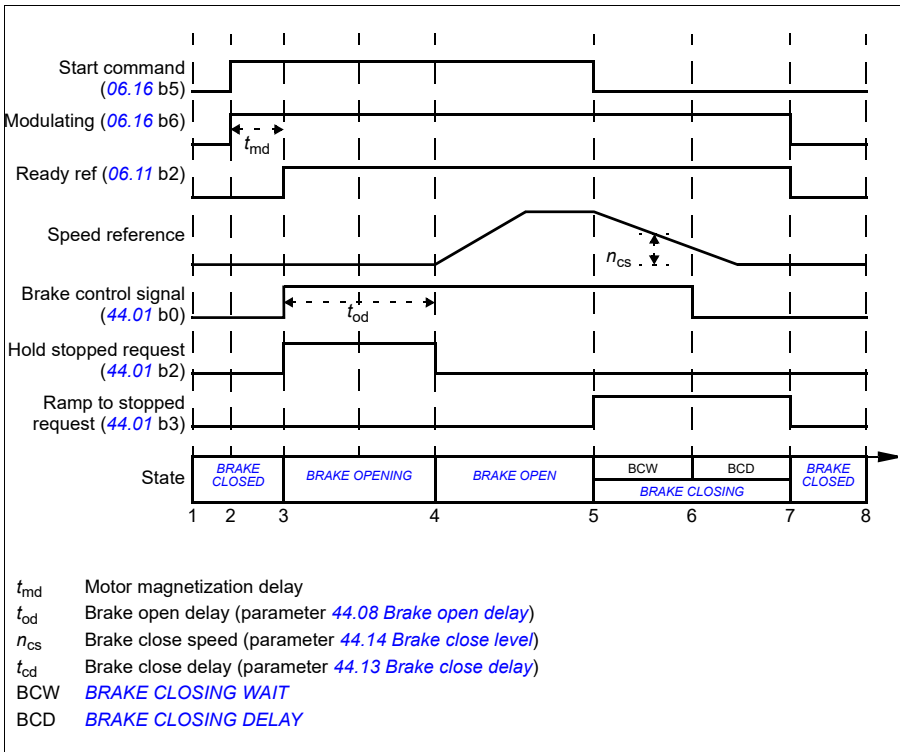 Start command
(06.16 b5)
Modulating (06.16 b6)
tmd
Ready ref (06.11 b2)
Speed reference
ncs
Brake control signal
(44.01 b0)
tod
Hold stopped request
(44.01 b2)
Ramp to stopped
request (44.01 b3)
State
BRAKE
CLOSED
BRAKE OPENING
BRAKE OPEN
BCW
BCD
BRAKE CLOSING
BRAKE
CLOSED
1 2 3 4 5 6 7 8
tmd Motor magnetization delay
tod Brake open delay (parameter 44.08 Brake open delay)
ncs Brake close speed (parameter 44.14 Brake close level)
tcd Brake close delay (parameter 44.13 Brake close delay)
BCW BRAKE CLOSING WAIT
BCD BRAKE CLOSING DELAY